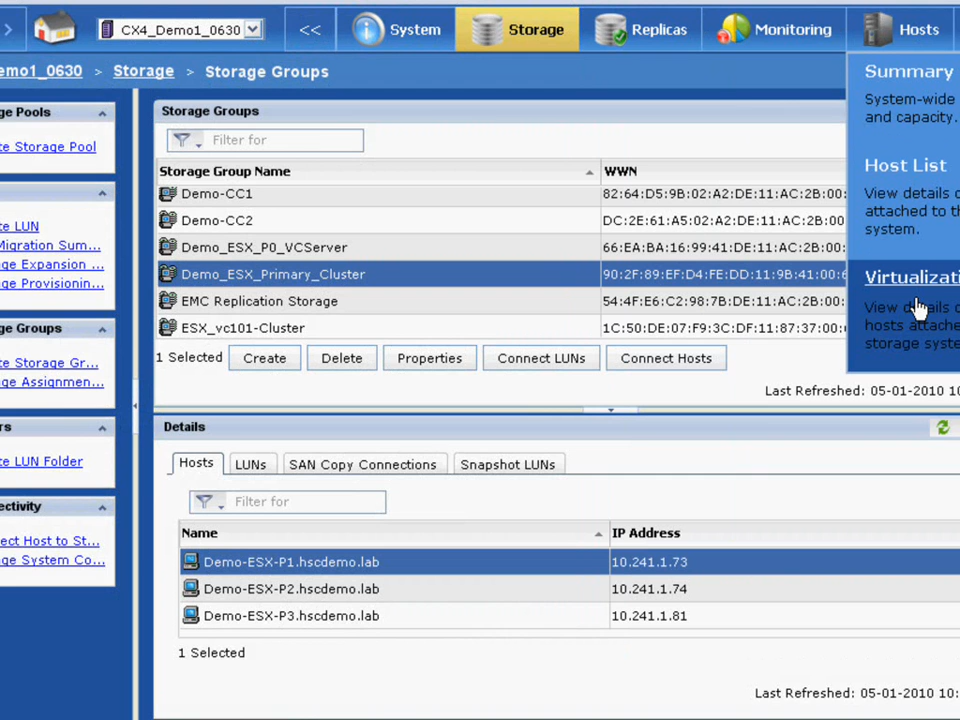 CX4_Demo1_0630
<<
System
Storage
Replicas
Monitoring
Hosts
emo1_0630 > Storage > Storage Groups
Summary
System-wide
and capacity.
Host List
View details o
attached to th
system.
Virtualizati
View details o
hosts attache
storage syste
ge Pools
te Storage Pool
te LUN
Migration Sum...
ge Expansion ...
ge Provisionin...
ge Groups
te Storage Gr...
ge Assignmen...
rs
te LUN Folder
ectivity
ect Host to St...
ge System Co...
Storage Groups
Filter for
Storage Group Name WWN
Demo-CC1 82:64:D5:9B:02:A2:DE:11:AC:2B:00:
Demo-CC2 DC:2E:61:A5:02:A2:DE:11:AC:2B:00:
Demo_ESX_P0_VCServer 66:EA:BA:16:99:41:DE:11:AC:2B:00:
Demo_ESX_Primary_Cluster 90:2F:89:EF:D4:FE:DD:11:9B:41:00:6
EMC Replication Storage 54:4F:E6:C2:98:7B:DE:11:AC:2B:00:
ESX_vc101-Cluster 1C:50:DE:07:F9:3C:DF:11:87:37:00:
1 Selected Create Delete Properties Connect LUNs Connect Hosts
Last Refreshed: 05-01-2010 10
Details
Hosts LUNs SAN Copy Connections Snapshot LUNs
Filter for
Name IP Address
Demo-ESX-P1.hscdemo.lab 10.241.1.73
Demo-ESX-P2.hscdemo.lab 10.241.1.74
Demo-ESX-P3.hscdemo.lab 10.241.1.81
1 Selected
Last Refreshed: 05-01-2010 10